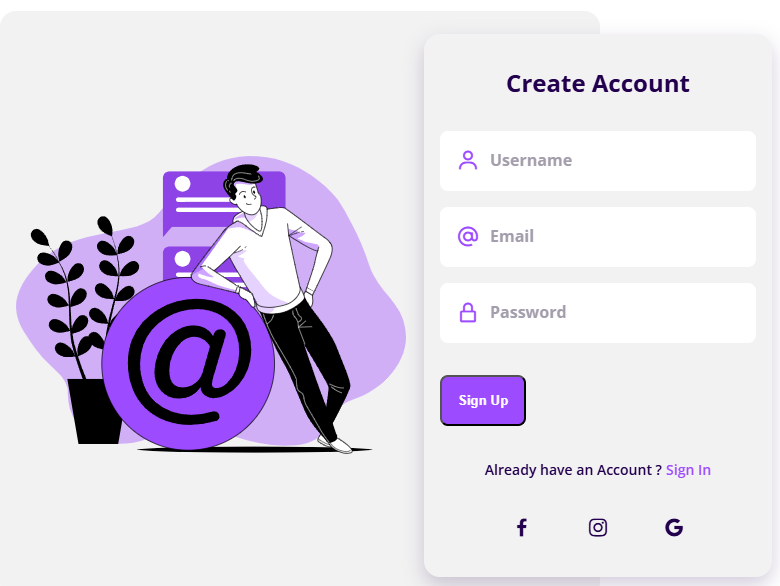 Create Account
Username
Email
Password
Sign Up
Already have an Account ? Sign In
@